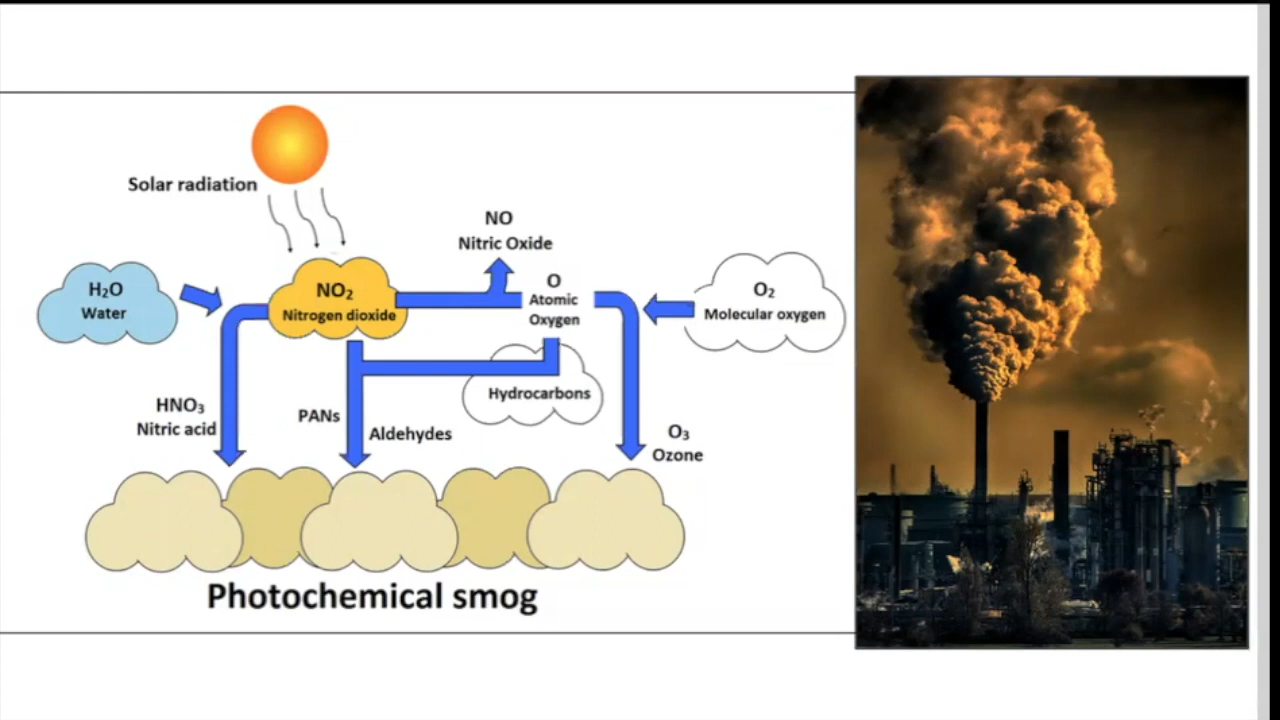 Solar radiation
NO
Nitric Oxide
H₂O
Water
NO₂
Nitrogen dioxide
O
Atomic
Oxygen
O₂
Molecular oxygen
Hydrocarbons
HNO₃
Nitric acid
PANs
Aldehydes
O₃
Ozone
Photochemical smog